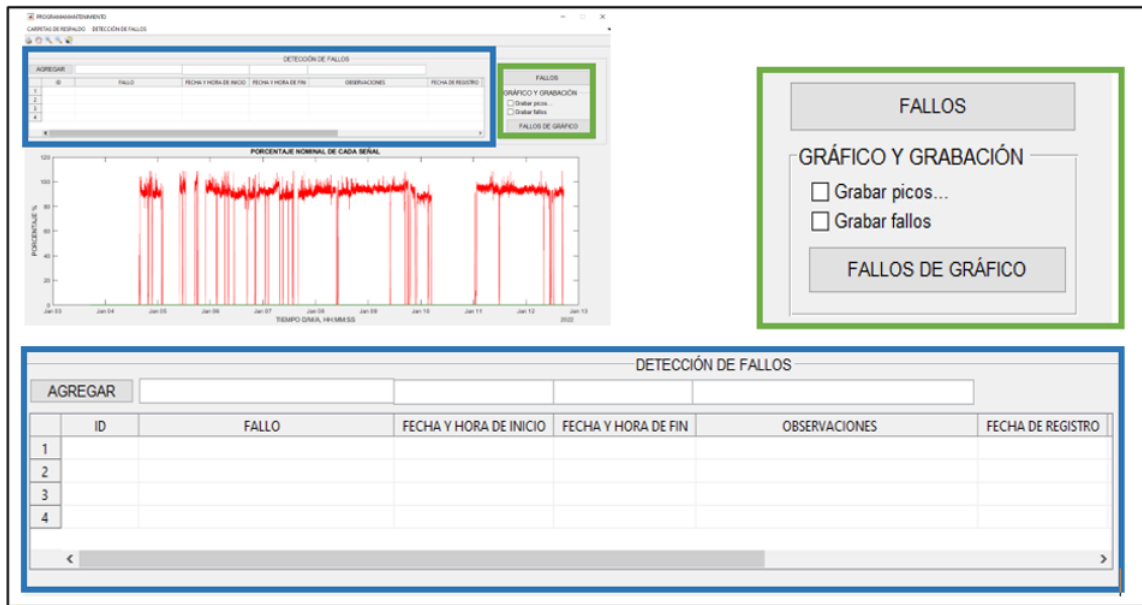 PROGRAMAMANTENIMIENTO
CARPETAS DE RESPALDO DETECCIÓN DE FALLOS
DETECCIÓN DE FALLOS
AGREGAR
ID FALLO FECHA Y HORA DE INICIO FECHA Y HORA DE FIN OBSERVACIONES FECHA DE REGISTRO
1
2
3
4
FALLOS
GRÁFICO Y GRABACIÓN
Grabar picos...
Grabar fallos
FALLOS DE GRÁFICO
PORCENTAJE NOMINAL DE CADA SEÑAL
PORCENTAJE %
120
100
80
60
40
20
0
Jan 03 Jan 04 Jan 05 Jan 06 Jan 07 Jan 08 Jan 09 Jan 10 Jan 11 Jan 12 Jan 13
TIEMPO D/M/A, HH:MM:SS
2022
FALLOS
GRÁFICO Y GRABACIÓN
Grabar picos...
Grabar fallos
FALLOS DE GRÁFICO
DETECCIÓN DE FALLOS
AGREGAR
ID FALLO FECHA Y HORA DE INICIO FECHA Y HORA DE FIN OBSERVACIONES FECHA DE REGISTRO
1
2
3
4